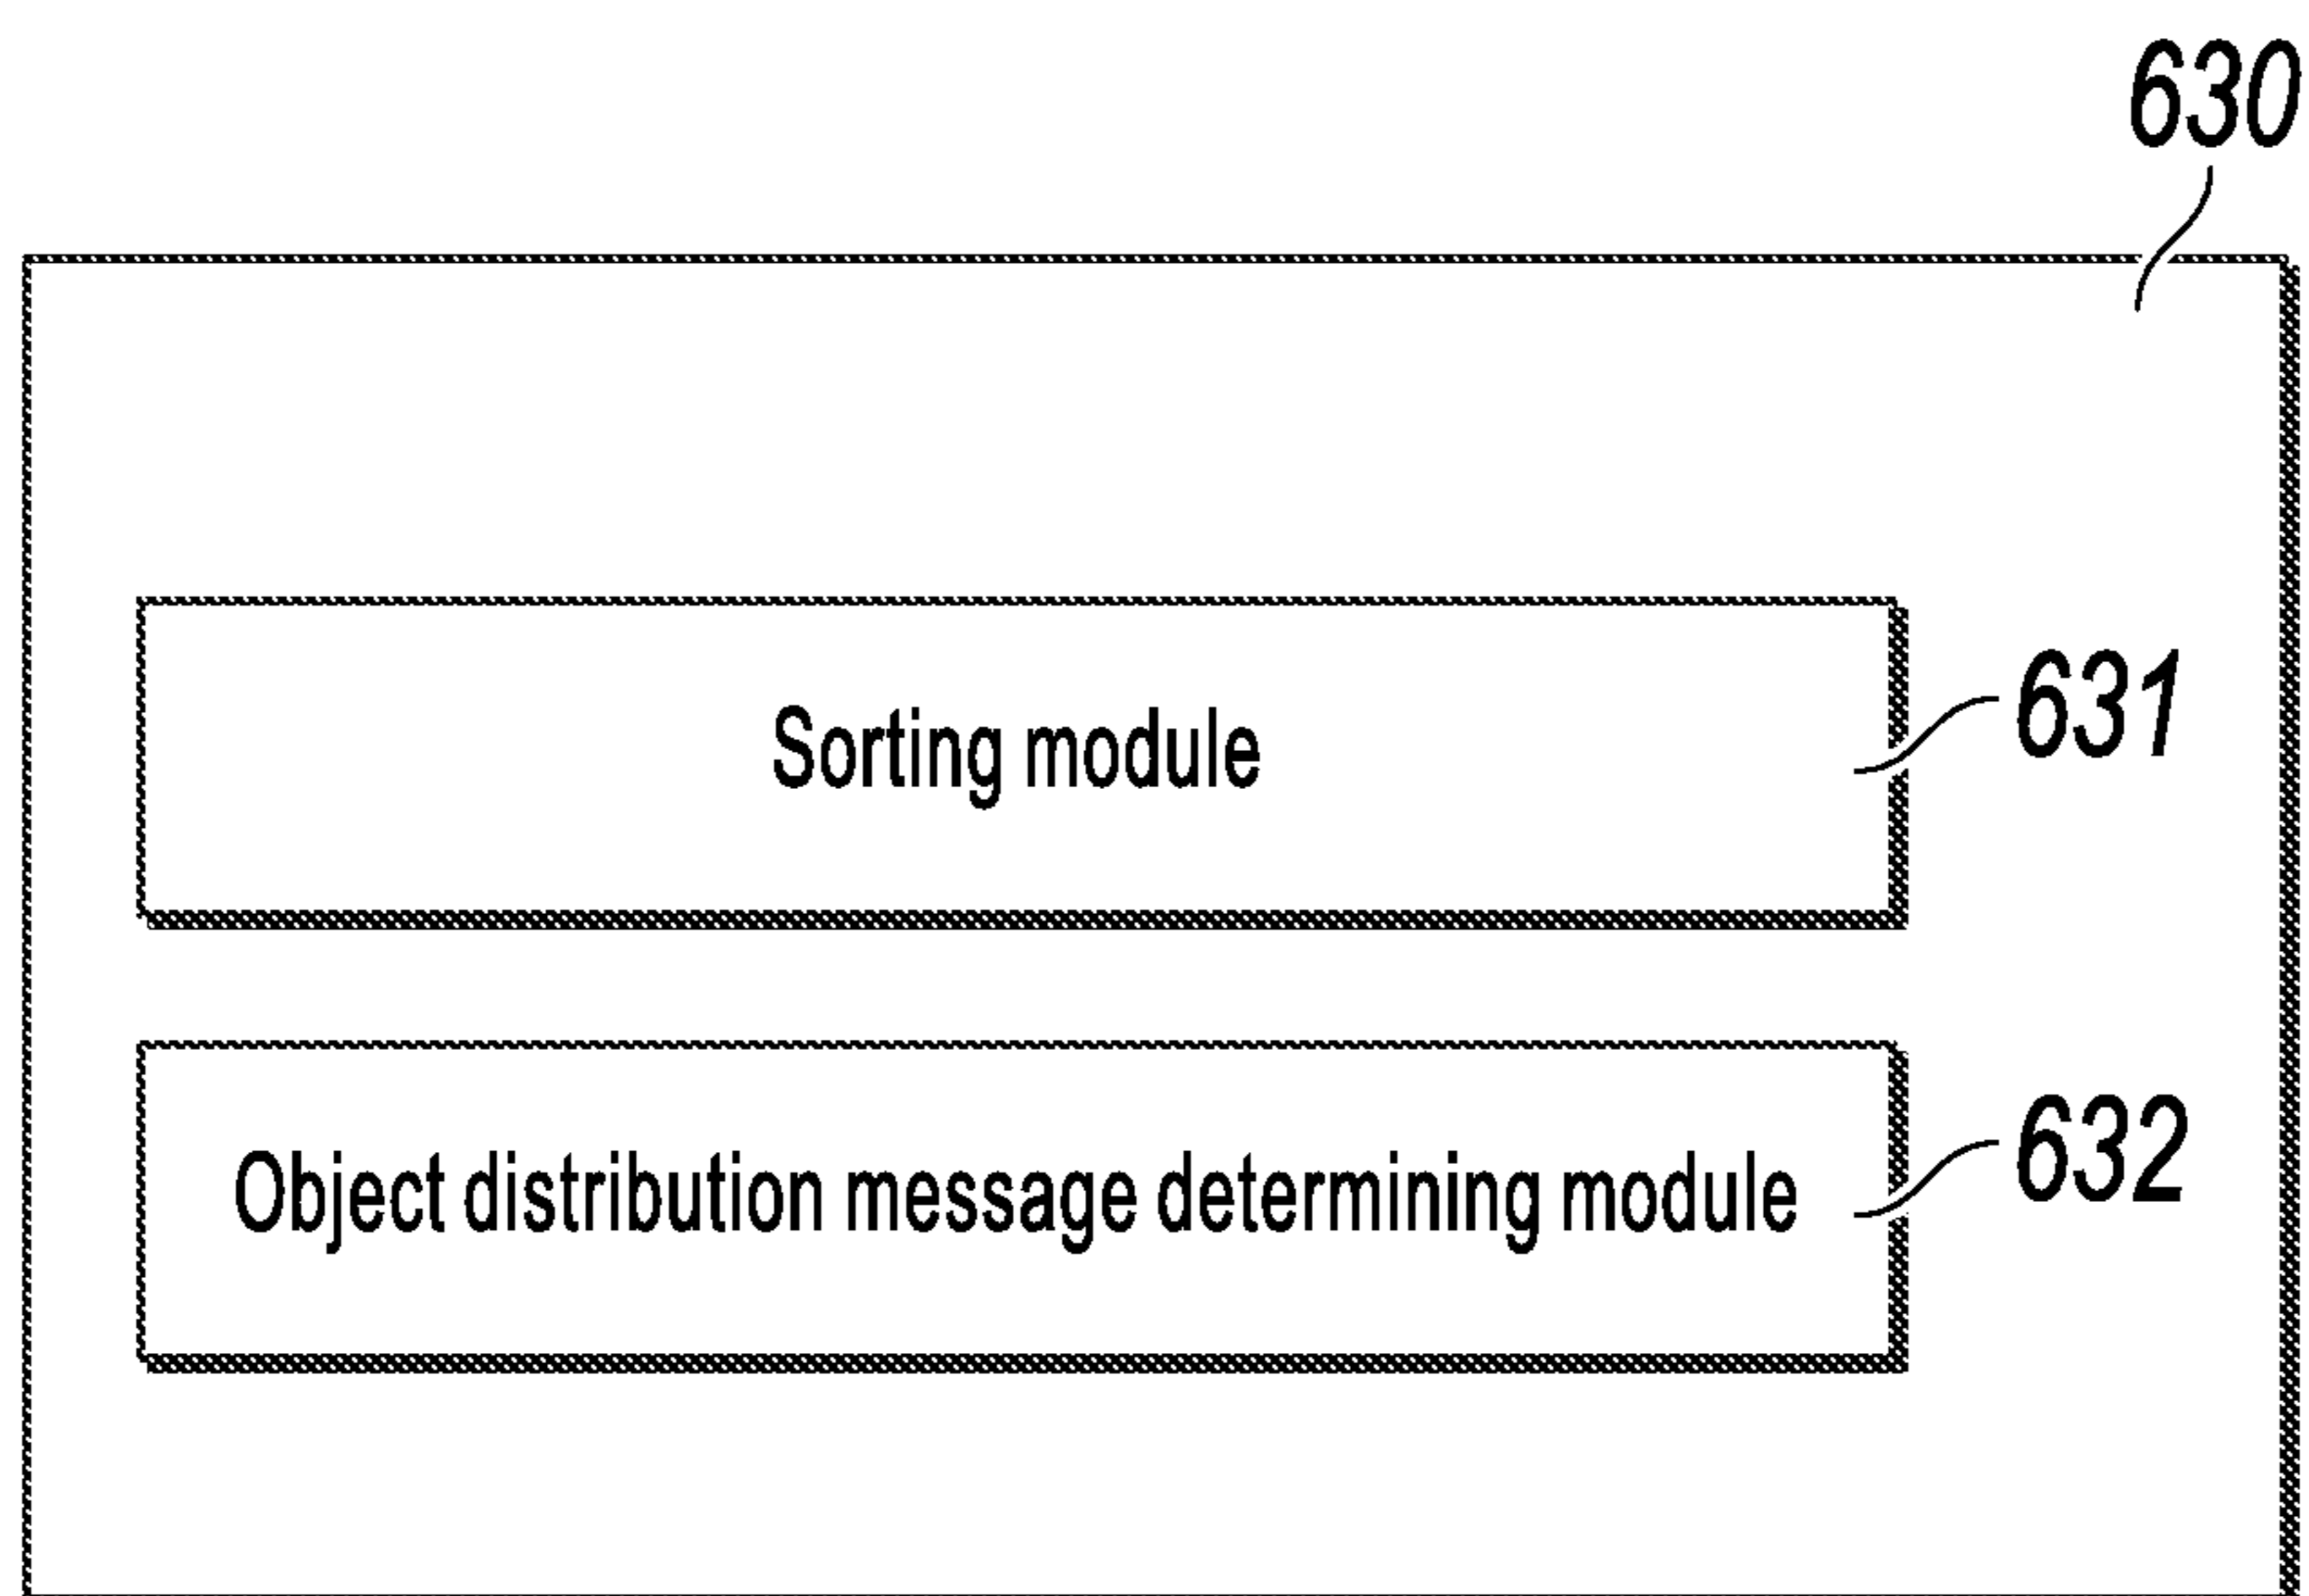 630
Sorting module
631
Object distribution message determining module
632